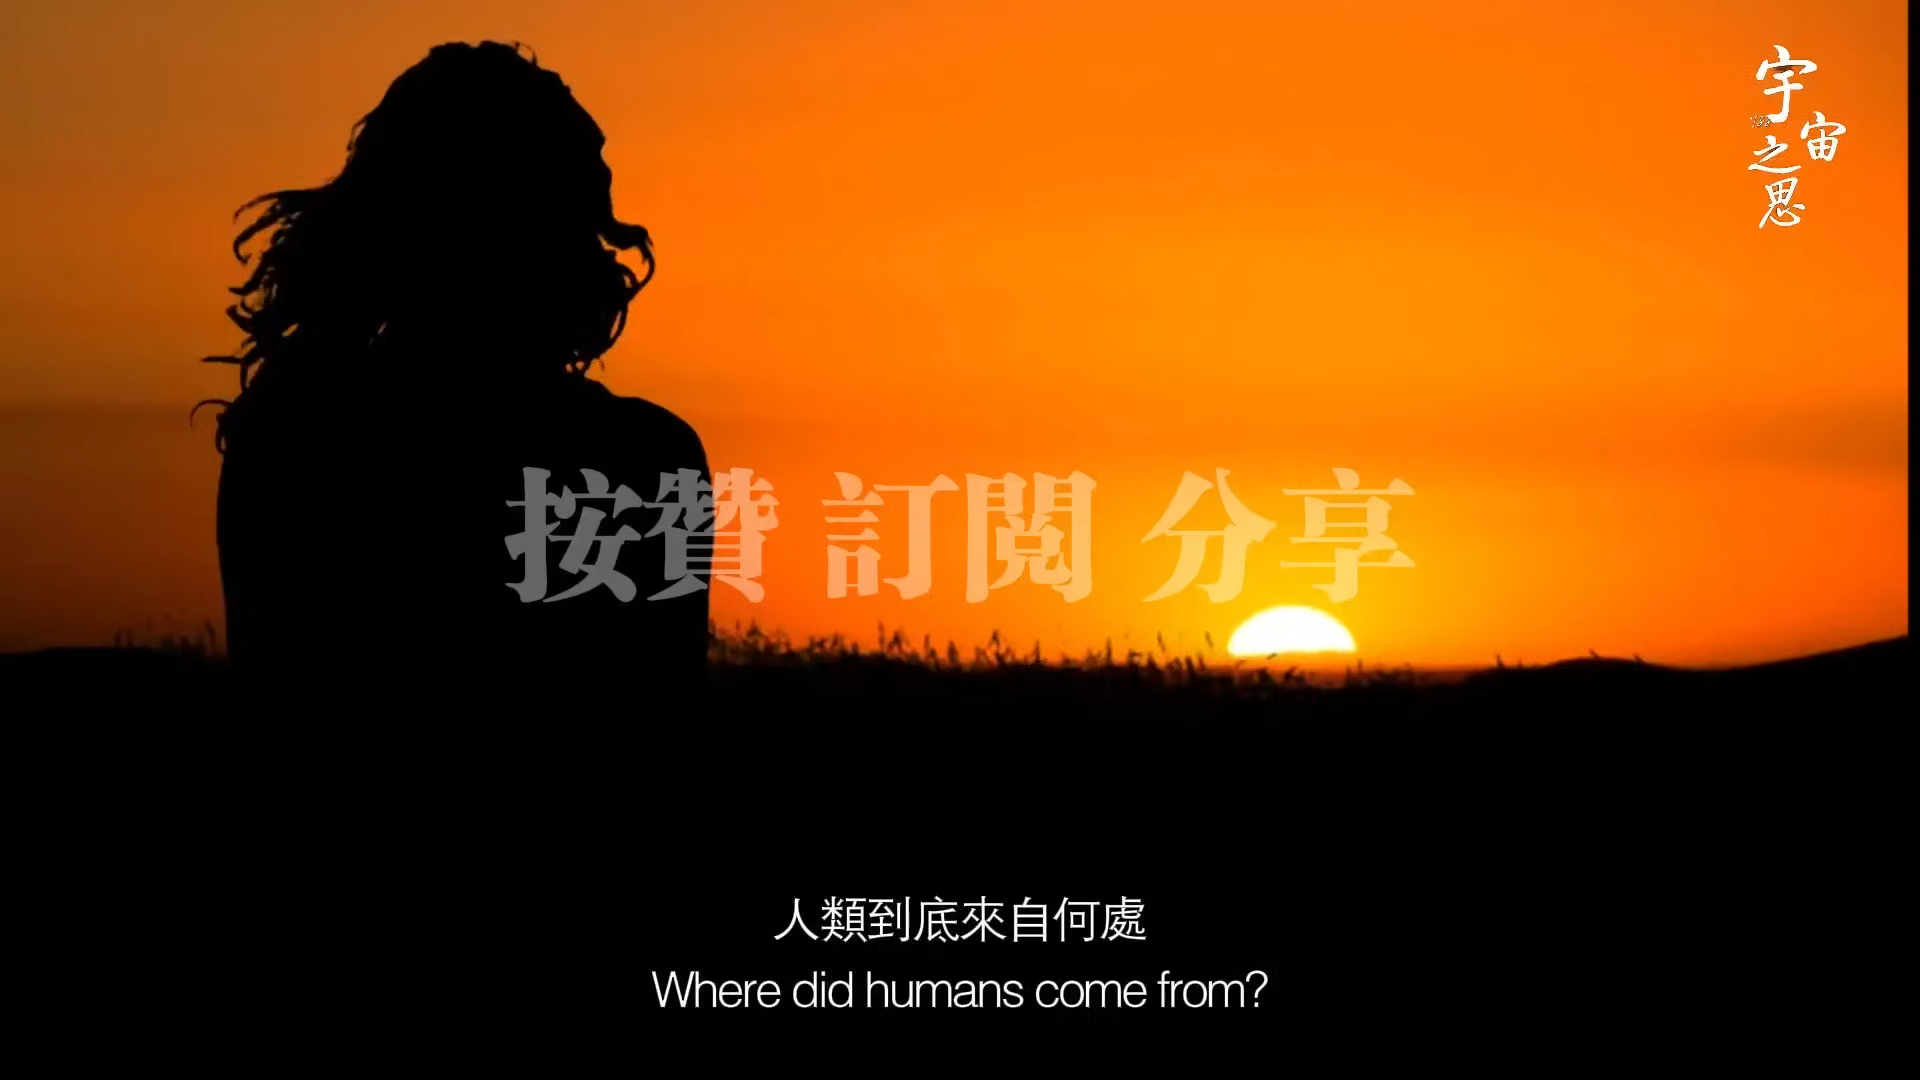 宇宙之思
按贊 訂閱 分享
人類到底來自何處
Where did humans come from?